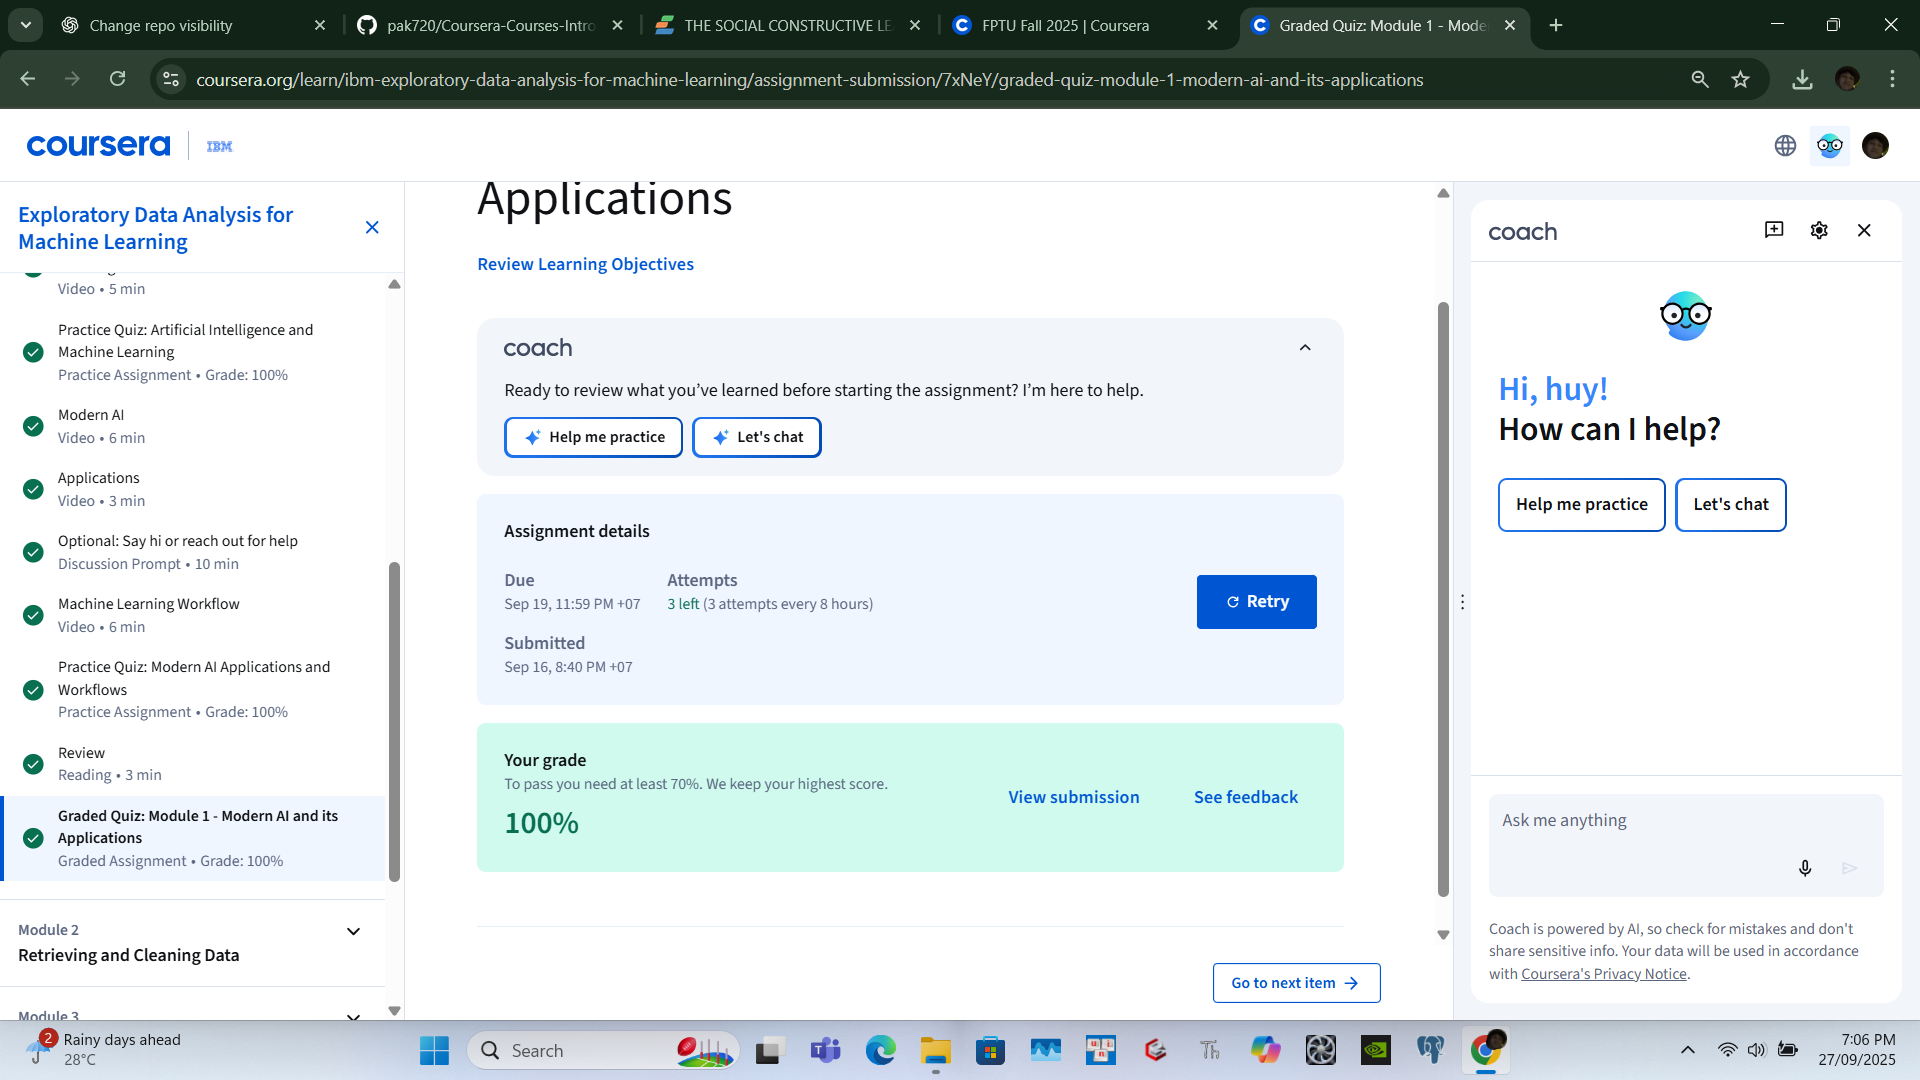 Change repo visibility
pak720/Coursera-Courses-Intro
THE SOCIAL CONSTRUCTIVE LE
FPTU Fall 2025 | Coursera
Graded Quiz: Module 1 - Mode
coursera.org/learn/ibm-exploratory-data-analysis-for-machine-learning/assignment-submission/7xNeY/graded-quiz-module-1-modern-ai-and-its-applications
coursera
IBM
Exploratory Data Analysis for
Machine Learning
Video • 5 min
Practice Quiz: Artificial Intelligence and
Machine Learning
Practice Assignment • Grade: 100%
Modern AI
Video • 6 min
Applications
Video • 3 min
Optional: Say hi or reach out for help
Discussion Prompt • 10 min
Machine Learning Workflow
Video • 6 min
Practice Quiz: Modern AI Applications and
Workflows
Practice Assignment • Grade: 100%
Review
Reading • 3 min
Graded Quiz: Module 1 - Modern AI and its
Applications
Graded Assignment • Grade: 100%
Module 2
Retrieving and Cleaning Data
Module 3
Applications
Review Learning Objectives
coach
Ready to review what you've learned before starting the assignment? I'm here to help.
Help me practice
Let's chat
Assignment details
Due
Sep 19, 11:59 PM +07
Attempts
3 left (3 attempts every 8 hours)
Submitted
Sep 16, 8:40 PM +07
Retry
Your grade
To pass you need at least 70%. We keep your highest score.
100%
View submission
See feedback
Go to next item
coach
Hi, huy!
How can I help?
Help me practice
Let's chat
Ask me anything
Coach is powered by AI, so check for mistakes and don't
share sensitive info. Your data will be used in accordance
with Coursera's Privacy Notice.
2
Rainy days ahead
28°C
Search
7:06 PM
27/09/2025